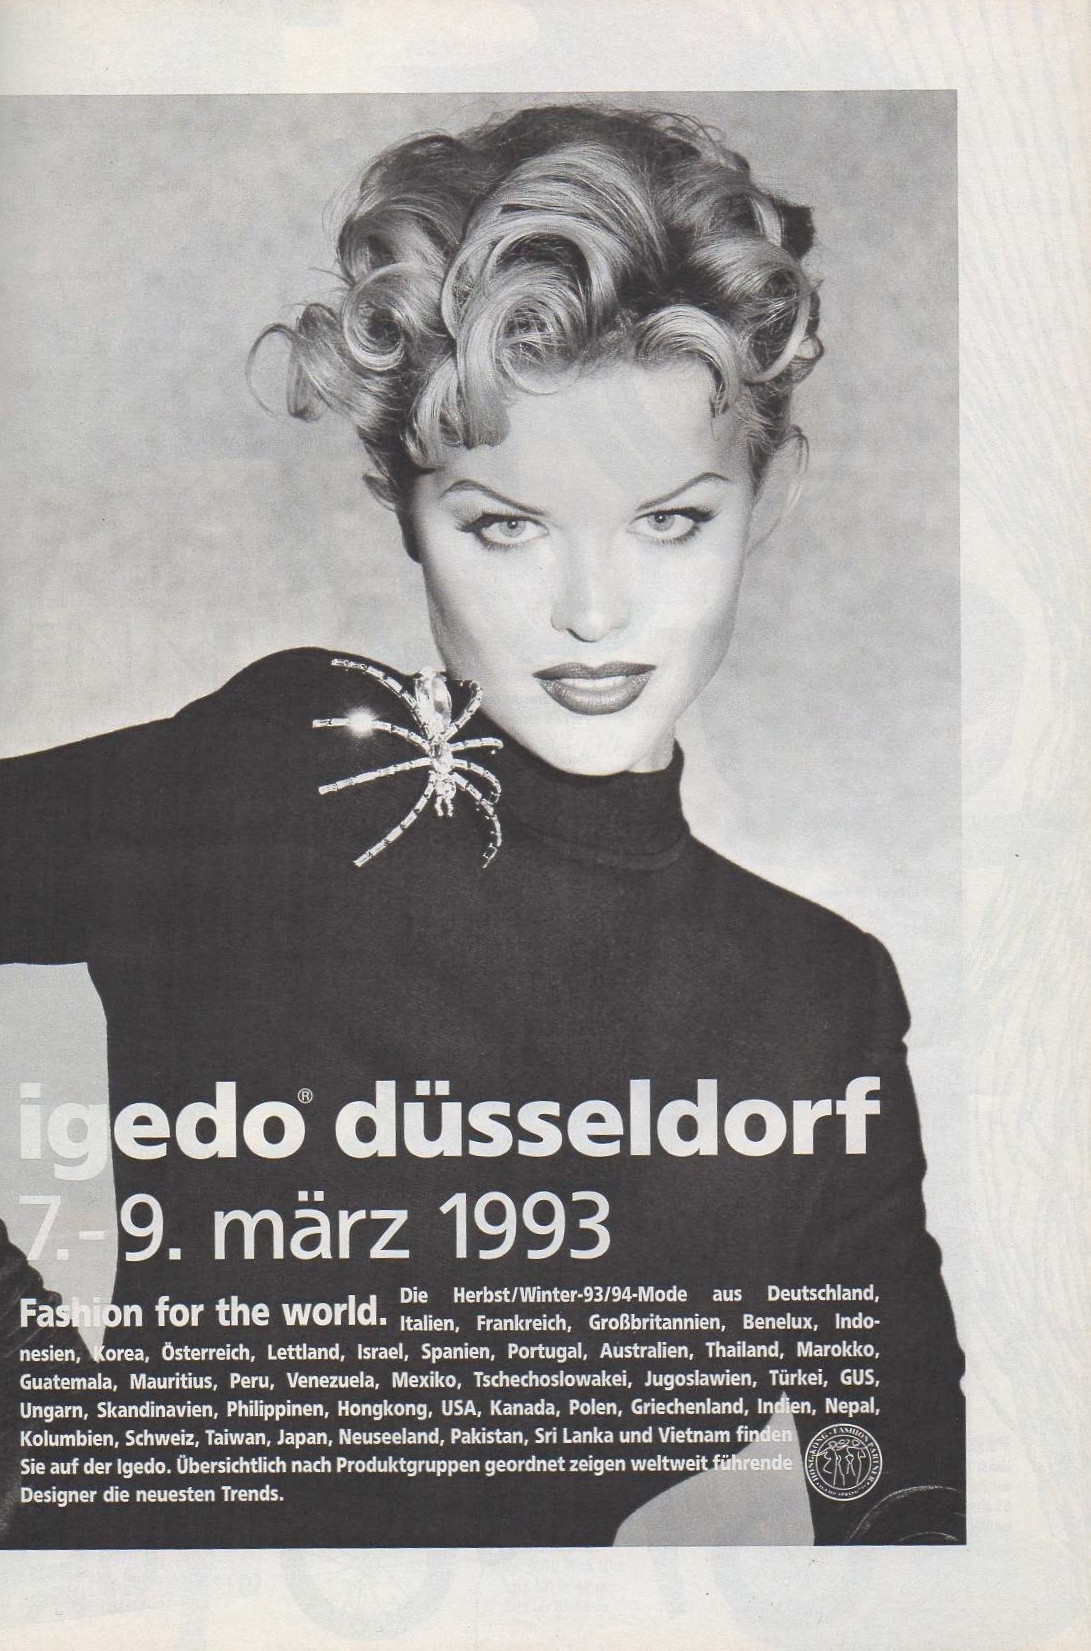 igedo® düsseldorf
7.-9. märz 1993
Fashion for the world. Die Herbst/Winter-93/94-Mode aus Deutschland,
Italien, Frankreich, Großbritannien, Benelux, Indo-
nesien, Korea, Österreich, Lettland, Israel, Spanien, Portugal, Australien, Thailand, Marokko,
Guatemala, Mauritius, Peru, Venezuela, Mexiko, Tschechoslowakei, Jugoslawien, Türkei, GUS,
Ungarn, Skandinavien, Philippinen, Hongkong, USA, Kanada, Polen, Griechenland, Indien, Nepal,
Kolumbien, Schweiz, Taiwan, Japan, Neuseeland, Pakistan, Sri Lanka und Vietnam finden
Sie auf der Igedo. Übersichtlich nach Produktgruppen geordnet zeigen weltweit führende
Designer die neuesten Trends.
HONGKONG · FASHION PARTNER